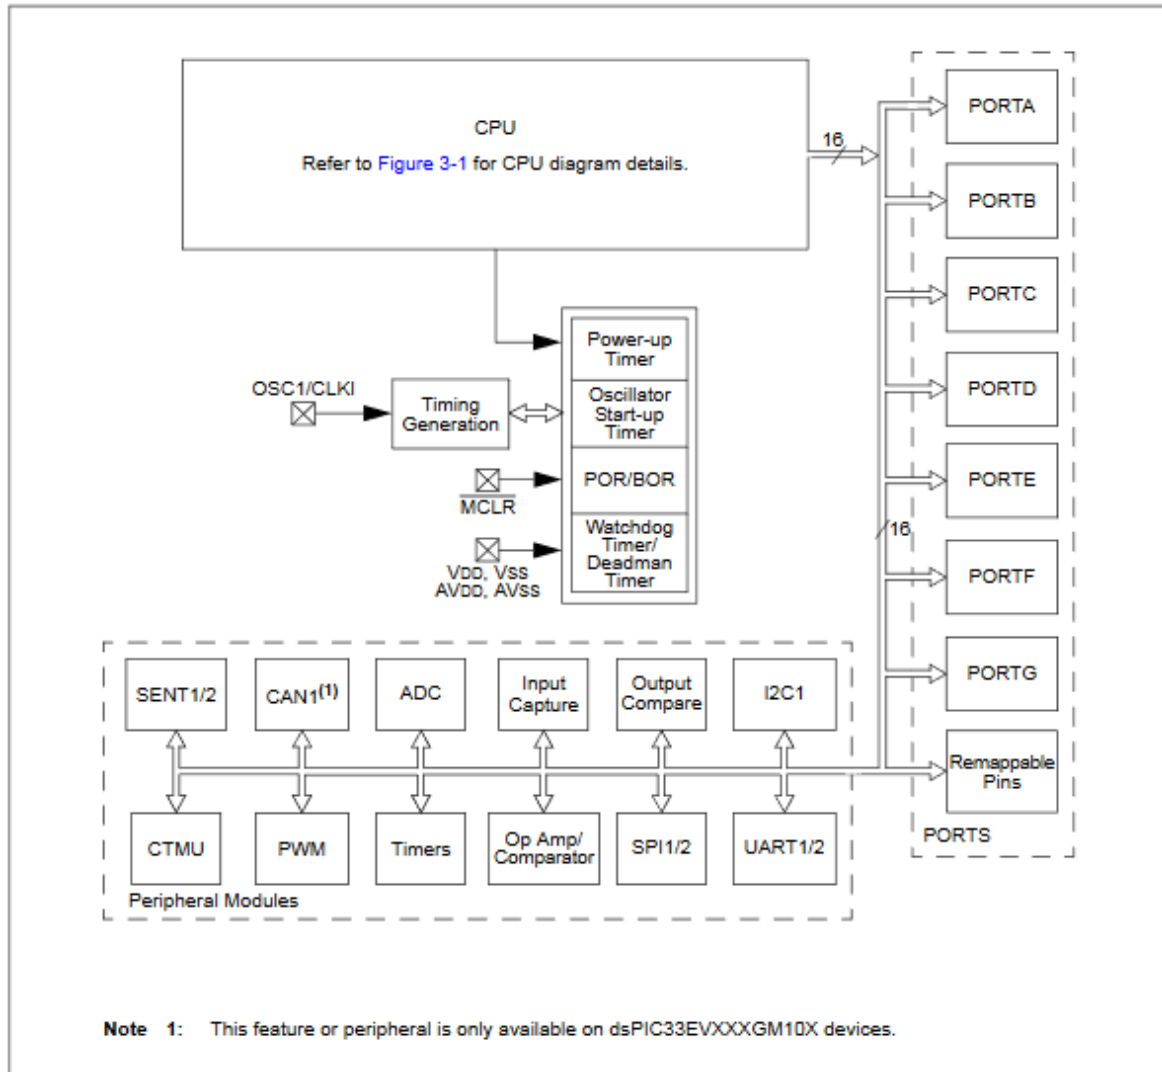 CPU
Refer to Figure 3-1 for CPU diagram details.
16
PORTA
PORTB
PORTC
PORTD
PORTE
16
PORTF
PORTG
Remappable
Pins
PORTS
Power-up
Timer
Oscillator
Start-up
Timer
POR/BOR
Watchdog
Timer/
Deadman
Timer
OSC1/CLKI
Timing
Generation
MCLR
VDD, VSS
AVDD, AVSS
SENT1/2
CAN1(1)
ADC
Input
Capture
Output
Compare
I2C1
CTMU
PWM
Timers
Op Amp/
Comparator
SPI1/2
UART1/2
Peripheral Modules
Note 1: This feature or peripheral is only available on dsPIC33EVXXXGM10X devices.